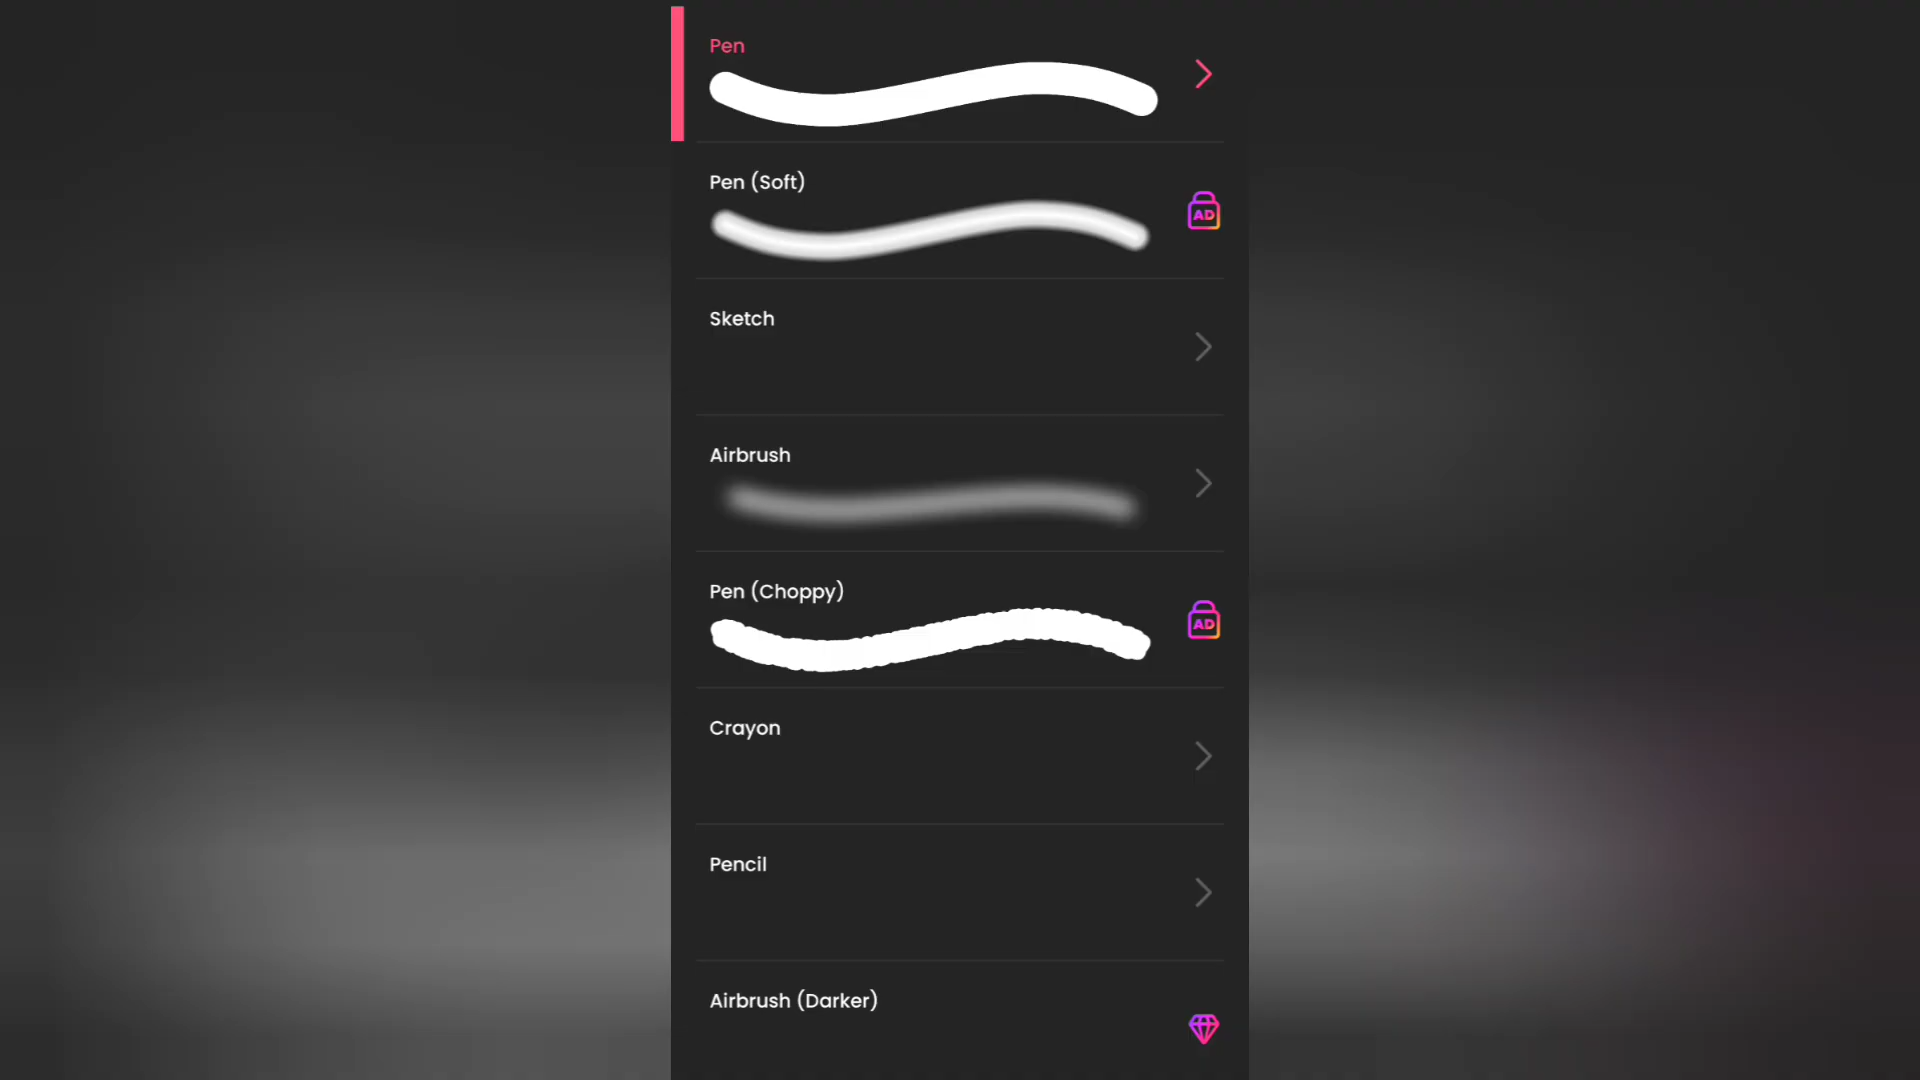 Pen
Pen (Soft)
AD
Sketch
Airbrush
Pen (Choppy)
AD
Crayon
Pencil
Airbrush (Darker)